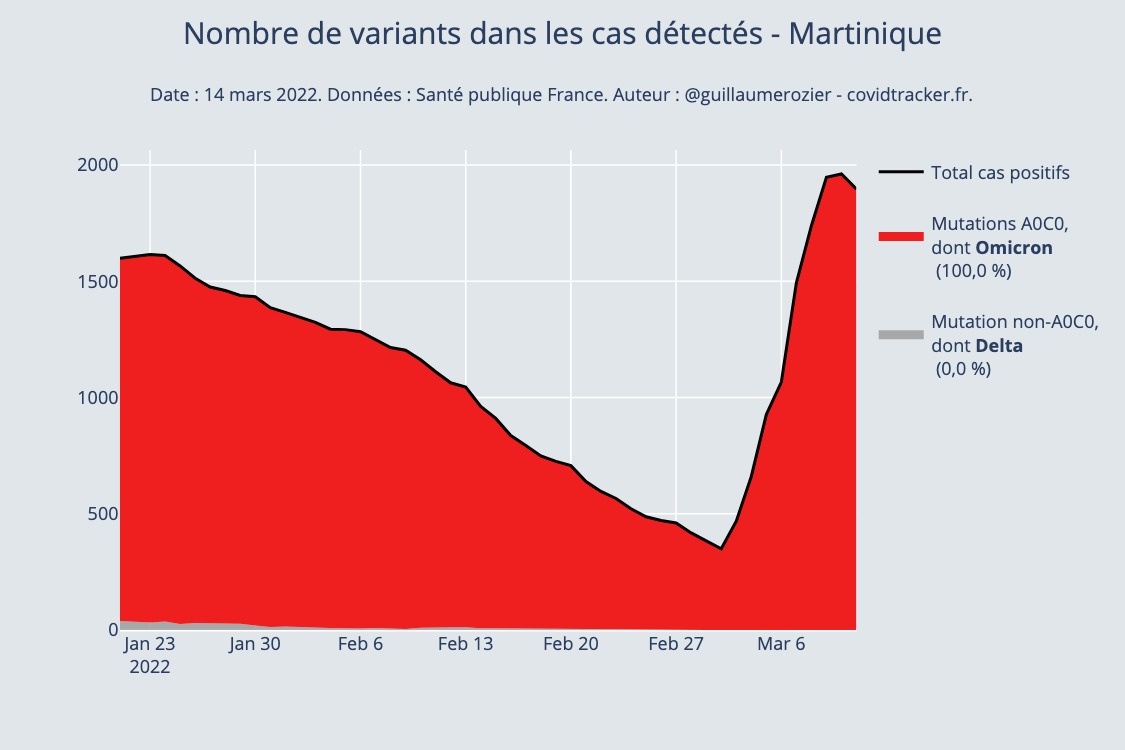 Nombre de variants dans les cas détectés - Martinique
Date : 14 mars 2022. Données : Santé publique France. Auteur : @guillaumerozier - covidtracker.fr.
2000
1500
1000
500
0
Jan 23
2022
Jan 30
Feb 6
Feb 13
Feb 20
Feb 27
Mar 6
Total cas positifs
Mutations A0C0,
dont Omicron
(100,0 %)
Mutation non-A0C0,
dont Delta
(0,0 %)